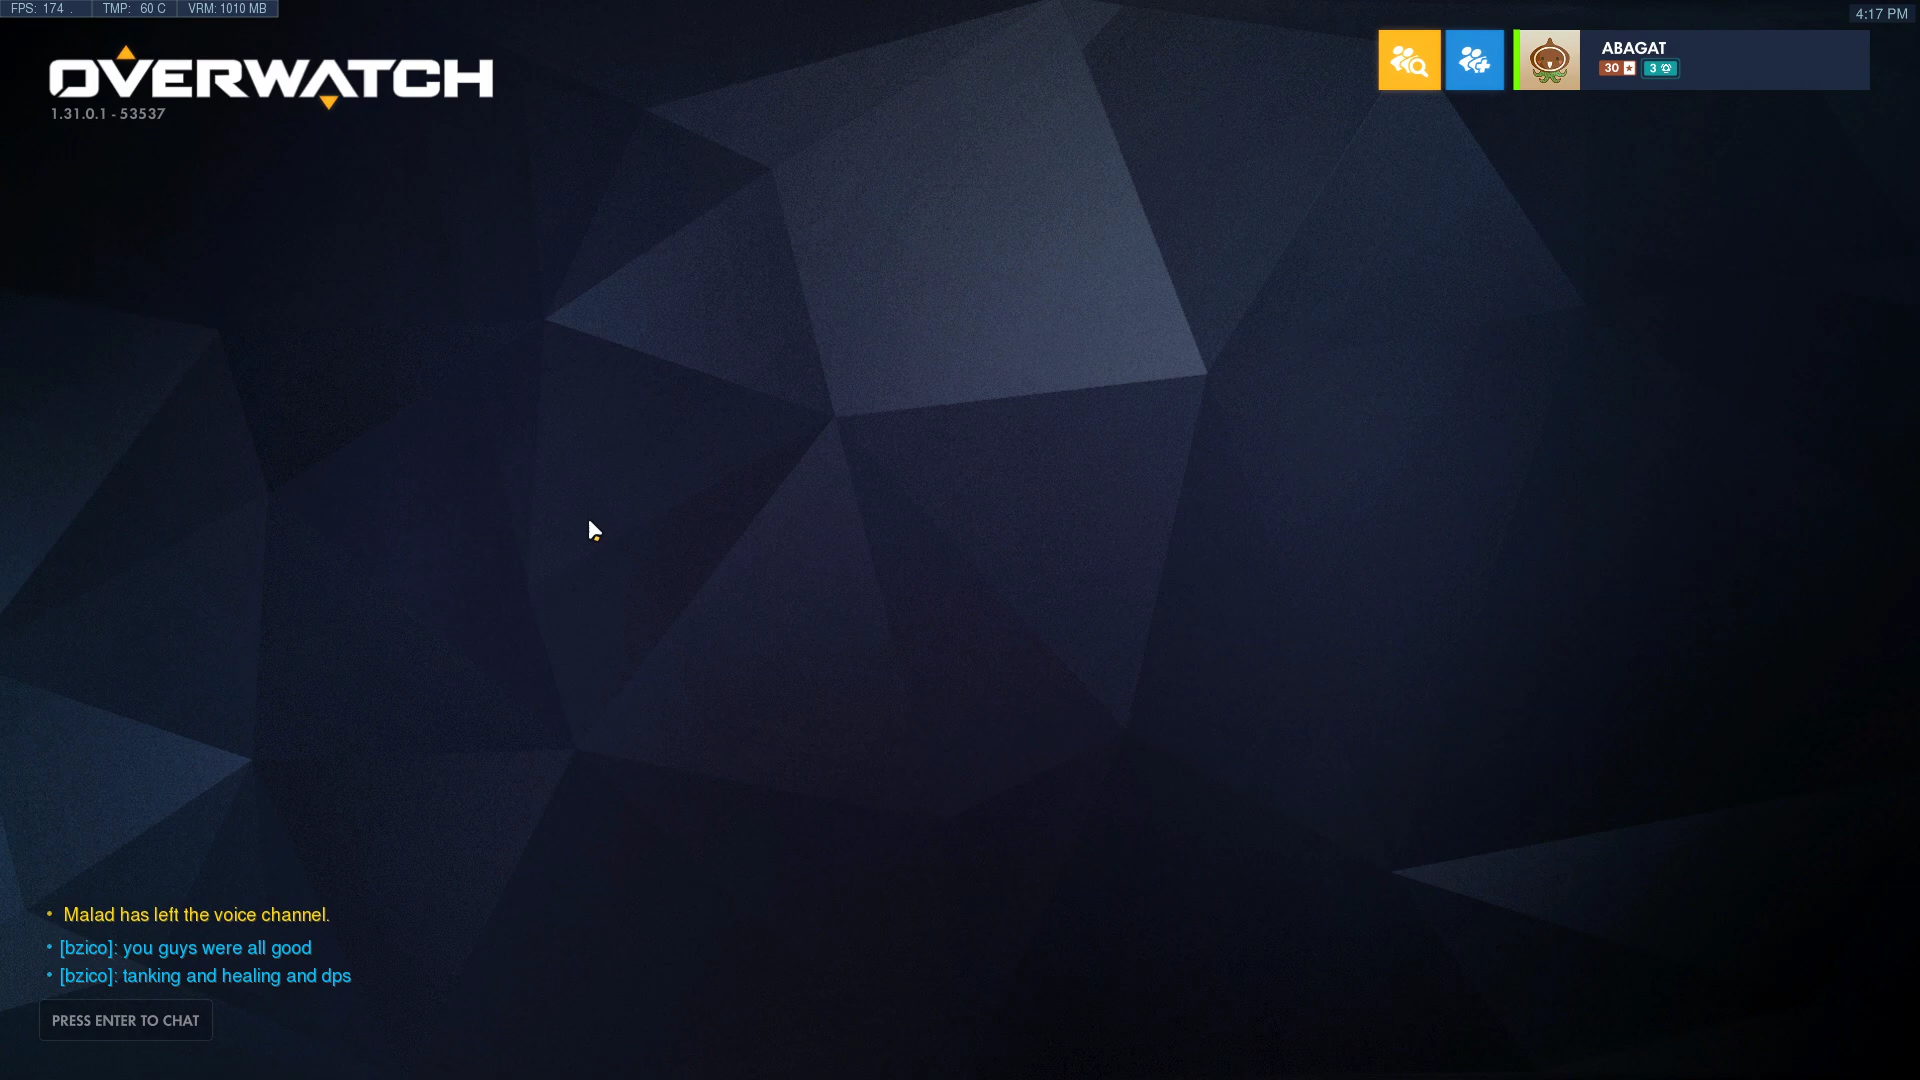 FPS: 174 . TMP: 60 C VRM: 1010 MB
4:17 PM
OVERWATCH
1.31.0.1 - 53537
ABAGAT
30 3
Malad has left the voice channel.
[bzico]: you guys were all good
[bzico]: tanking and healing and dps
PRESS ENTER TO CHAT